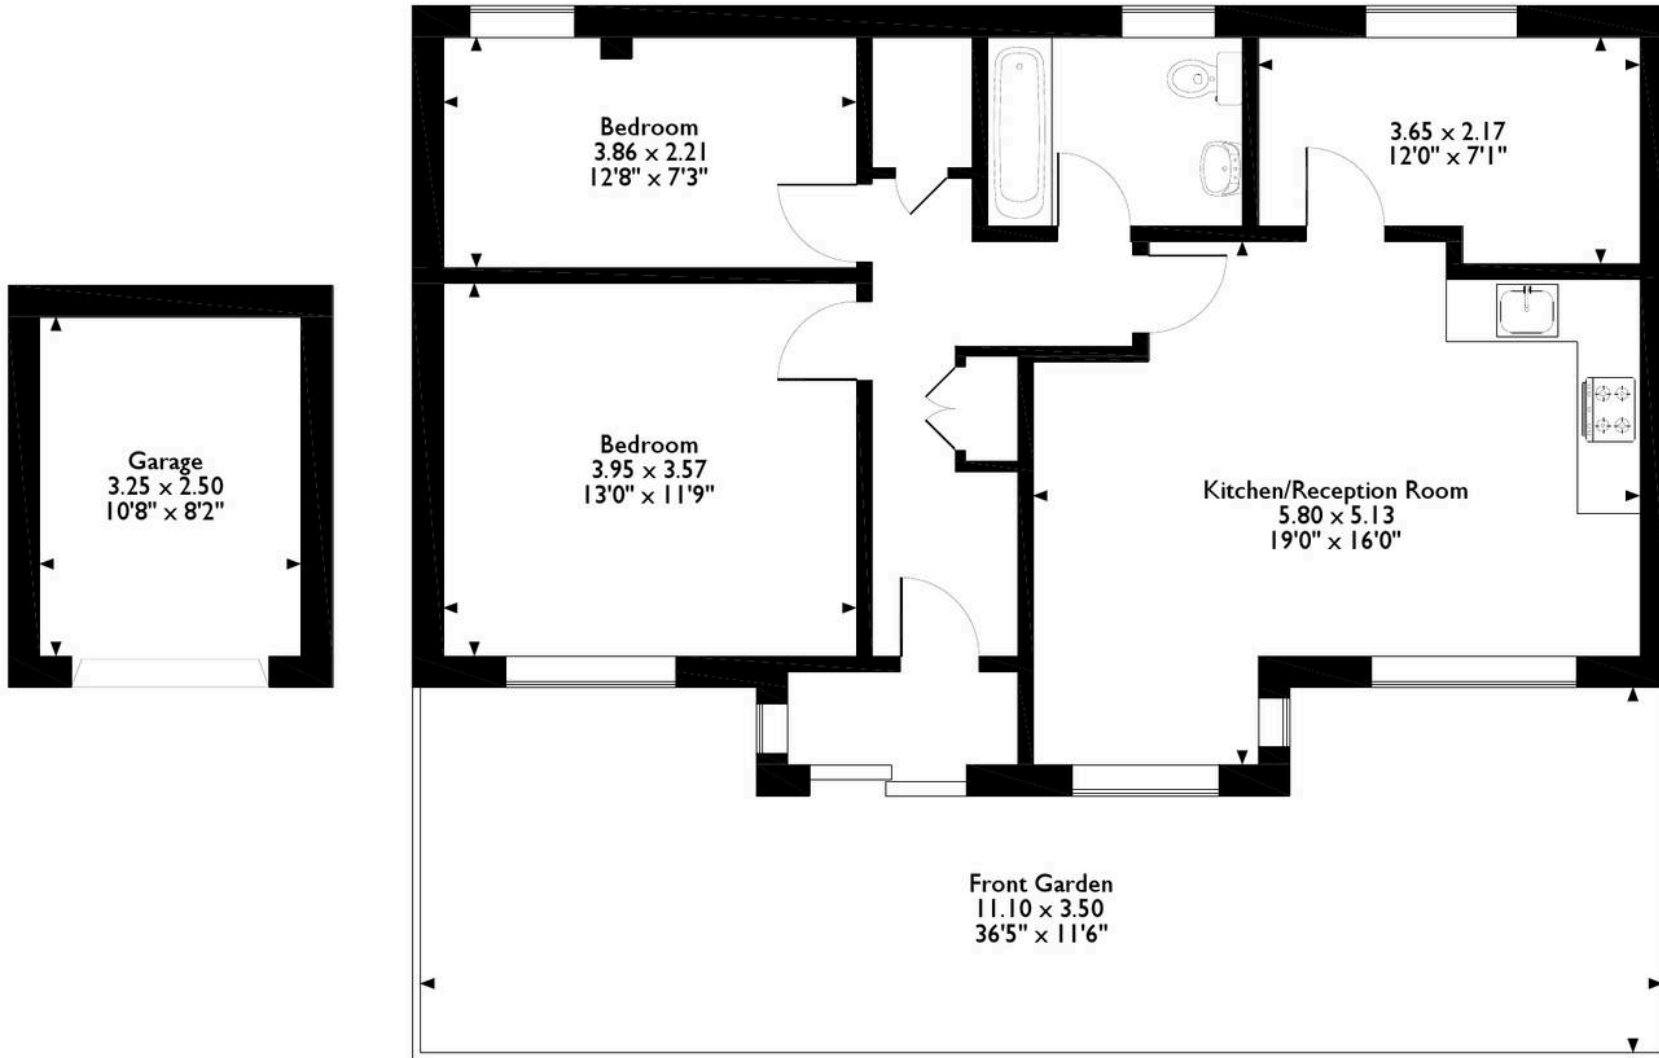 Bedroom
3.86 x 2.21
12'8" x 7'3"
3.65 x 2.17
12'0" x 7'1"
Garage
3.25 x 2.50
10'8" x 8'2"
Bedroom
3.95 x 3.57
13'0" x 11'9"
Kitchen/Reception Room
5.80 x 5.13
19'0" x 16'0"
Front Garden
11.10 x 3.50
36'5" x 11'6"